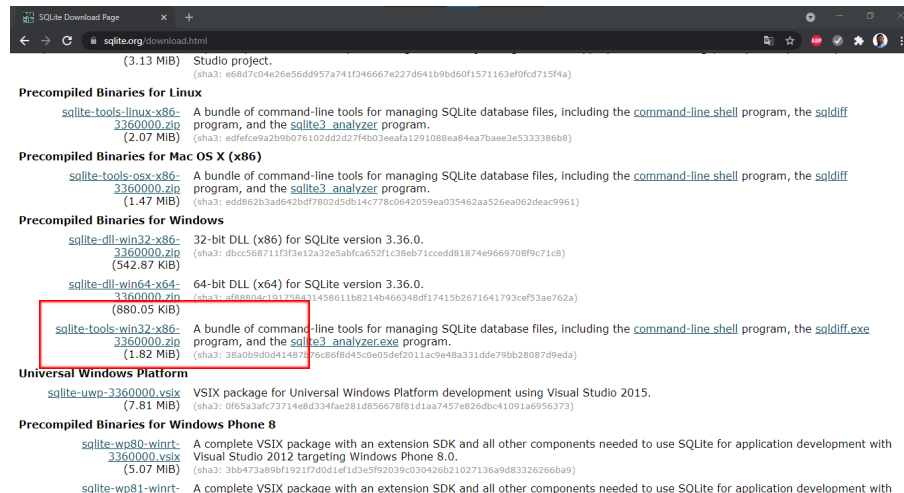 SQLite Download Page
sqlite.org/download.html
ABP
(3.13 MiB) Studio project.
(sha3: e68d7c04e26e56dd957a741f346667e227d641b9bd60f1571163ef0fcd715f4a)
Precompiled Binaries for Linux
sqlite-tools-linux-x86- A bundle of command-line tools for managing SQLite database files, including the command-line shell program, the sqldiff
3360000.zip program, and the sqlite3_analyzer program.
(2.07 MiB) (sha3: edfefce9a2b9b076102dd2d27f4b03eeafa1291088ea84ea7baee3e5333386b8)
Precompiled Binaries for Mac OS X (x86)
sqlite-tools-osx-x86- A bundle of command-line tools for managing SQLite database files, including the command-line shell program, the sqldiff
3360000.zip program, and the sqlite3_analyzer program.
(1.47 MiB) (sha3: edd862b3ad642bdf7802d5db14c778c0642059ea035462aa526ea062deac9961)
Precompiled Binaries for Windows
sqlite-dll-win32-x86- 32-bit DLL (x86) for SQLite version 3.36.0.
3360000.zip (sha3: dbcc568711f3f3e12a32e5abfca652f1c38eb71ccedd81874e9669708f9c71c8)
(542.87 KiB)
sqlite-dll-win64-x64- 64-bit DLL (x64) for SQLite version 3.36.0.
3360000.zip (sha3: af88804c191758431458611b8214b466348df17415b2671641793cef53ae762a)
(880.05 KiB)
sqlite-tools-win32-x86- A bundle of command-line tools for managing SQLite database files, including the command-line shell program, the sqldiff.exe
3360000.zip program, and the sqlite3_analyzer.exe program.
(1.82 MiB) (sha3: 38a0b9d0d41487b76c86f8d45c0e05def2011ac9e48a331dde79bb28087d9eda)
Universal Windows Platform
sqlite-uwp-3360000.vsix VSIX package for Universal Windows Platform development using Visual Studio 2015.
(7.81 MiB) (sha3: 0f65a3afc73714e8d334fae281d856678f81d1aa7457e826dbc41091a6956373)
Precompiled Binaries for Windows Phone 8
sqlite-wp80-winrt- A complete VSIX package with an extension SDK and all other components needed to use SQLite for application development with
3360000.vsix Visual Studio 2012 targeting Windows Phone 8.0.
(5.07 MiB) (sha3: 3bb473a89bf1921f7d0d1ef1d3e5f92039c030426b21027136a9d83326266ba9)
sqlite-wp81-winrt- A complete VSIX package with an extension SDK and all other components needed to use SQLite for application development with